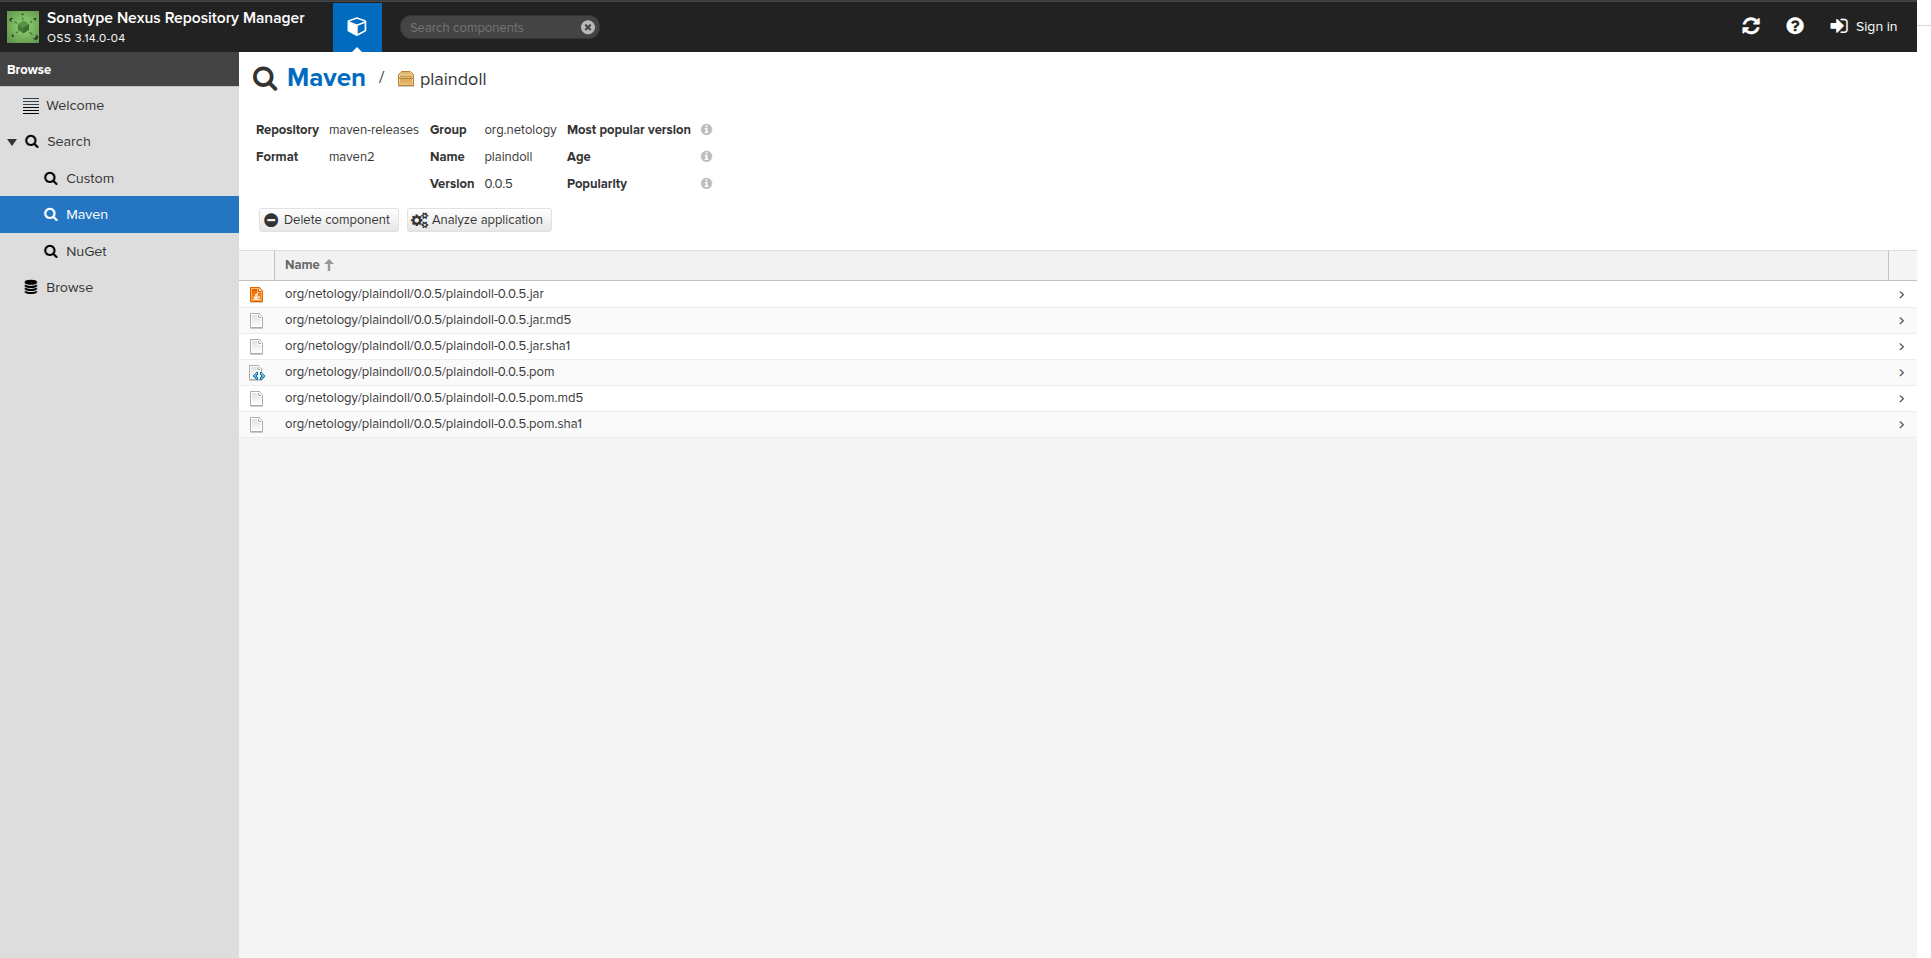 Sonatype Nexus Repository Manager
OSS 3.14.0-04
Search components
Sign in
Browse
Welcome
Search
Custom
Maven
NuGet
Browse
Maven / plaindoll
Repository maven-releases Group org.netology Most popular version
Format maven2 Name plaindoll Age
Version 0.0.5 Popularity
Delete component Analyze application
Name
org/netology/plaindoll/0.0.5/plaindoll-0.0.5.jar
org/netology/plaindoll/0.0.5/plaindoll-0.0.5.jar.md5
org/netology/plaindoll/0.0.5/plaindoll-0.0.5.jar.sha1
org/netology/plaindoll/0.0.5/plaindoll-0.0.5.pom
org/netology/plaindoll/0.0.5/plaindoll-0.0.5.pom.md5
org/netology/plaindoll/0.0.5/plaindoll-0.0.5.pom.sha1